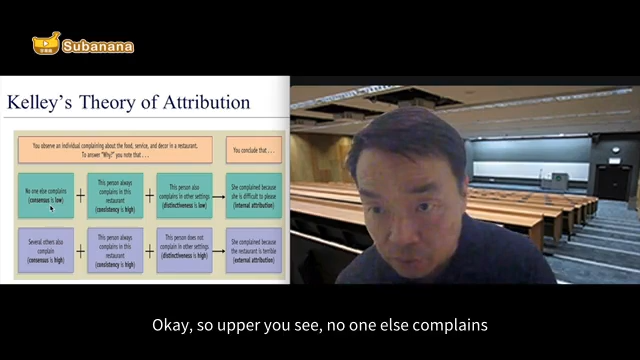 Subanana
Kelley's Theory of Attribution
You observe an individual complaining about the food, service, and decor in a restaurant.
To answer "Why?" you note that . . .
You conclude that . . .
No one else complains
(consensus is low)
+
This person always
complains in this
restaurant
(consistency is high)
+
This person also
complains in other settings
(distinctiveness is low)
She complained because
she is difficult to please
(internal attribution)
Several others also
complain
(consensus is high)
+
This person always
complains in this
restaurant
(consistency is high)
+
This person does not
complain in other settings
(distinctiveness is high)
She complained because
the restaurant is terrible
(external attribution)
Okay, so upper you see, no one else complains